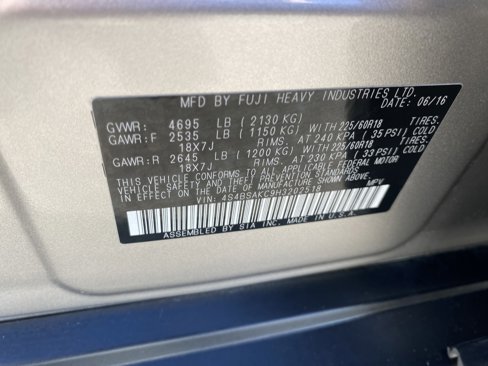 MFD BY FUJI HEAVY INDUSTRIES LTD.
DATE: 06/16
GVWR: 4695 LB (2130 KG)
GAWR:F 2535 LB (1150 KG) WITH 225/60R18 TIRES.
18X7J RIMS. AT 240 KPA (35 PSI) COLD
GAWR:R 2645 LB (1200 KG) WITH 225/60R18 TIRES.
18X7J RIMS. AT 230 KPA (33 PSI) COLD
THIS VEHICLE CONFORMS TO ALL APPLICABLE FEDERAL MOTOR
VEHICLE SAFETY AND THEFT PREVENTION STANDARDS
IN EFFECT ON THE DATE OF MANUFACTURE SHOWN ABOVE.
VIN: 4S4BSAKC9H3202518 MPV
ASSEMBLED BY SIA INC. MADE IN U.S.A.